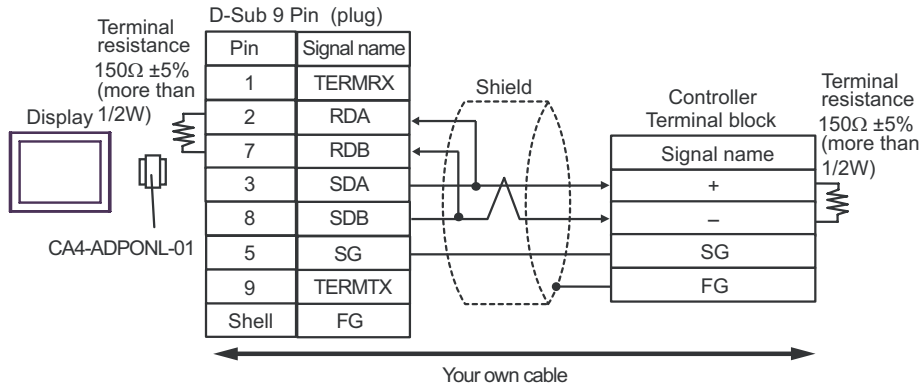 D-Sub 9 Pin (plug)
Terminal
resistance
150Ω ±5%
(more than
1/2W)
Display
CA4-ADPONL-01
Pin Signal name
1 TERMRX
2 RDA
7 RDB
3 SDA
8 SDB
5 SG
9 TERMTX
Shell FG
Shield
Controller
Terminal block
Signal name
+
–
SG
FG
Terminal
resistance
150Ω ±5%
(more than
1/2W)
Your own cable